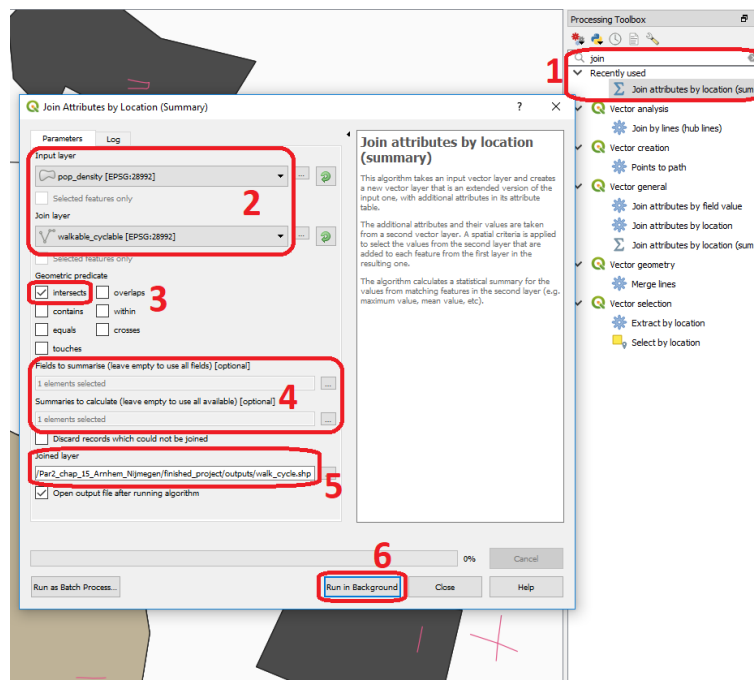 Processing Toolbox
1
join
Recently used
Join attributes by location (sum
Vector analysis
Join by lines (hub lines)
Vector creation
Points to path
Vector general
Join attributes by field value
Join attributes by location
Join attributes by location (sum
Vector geometry
Merge lines
Vector selection
Extract by location
Select by location
Join Attributes by Location (Summary)
? ×
Parameters Log
Input layer
pop_density [EPSG:28992]
...
Selected features only
2
Join layer
walkable_cyclable [EPSG:28992]
...
Selected features only
Geometric predicate
intersects overlaps
3
contains within
equals crosses
touches
Fields to summarise (leave empty to use all fields) [optional]
1 elements selected
...
Summaries to calculate (leave empty to use all available) [optional]
4
1 elements selected
...
Discard records which could not be joined
Joined layer
/Par2_chap_15_Arnhem_Nijmegen/finished_project/outputs/walk_cycle.shp
5
Open output file after running algorithm
Join attributes by location
(summary)
This algorithm takes an input vector layer and creates
a new vector layer that is an extended version of the
input one, with additional attributes in its attribute
table.
The additional attributes and their values are taken
from a second vector layer. A spatial criteria is applied
to select the values from the second layer that are
added to each feature from the first layer in the
resulting one.
The algorithm calculates a statistical summary for the
values from matching features in the second layer (e.g.
maximum value, mean value, etc).
6
0%
Cancel
Run as Batch Process...
Run in Background
Close
Help